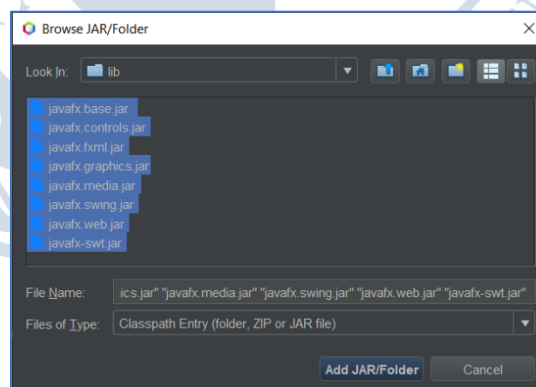 Browse JAR/Folder
Look In: lib
javafx.base.jar
javafx.controls.jar
javafx.fxml.jar
javafx.graphics.jar
javafx.media.jar
javafx.swing.jar
javafx.web.jar
javafx-swt.jar
File Name: ics.jar" "javafx.media.jar" "javafx.swing.jar" "javafx.web.jar" "javafx-swt.jar"
Files of Type: Classpath Entry (folder, ZIP or JAR file)
Add JAR/Folder Cancel